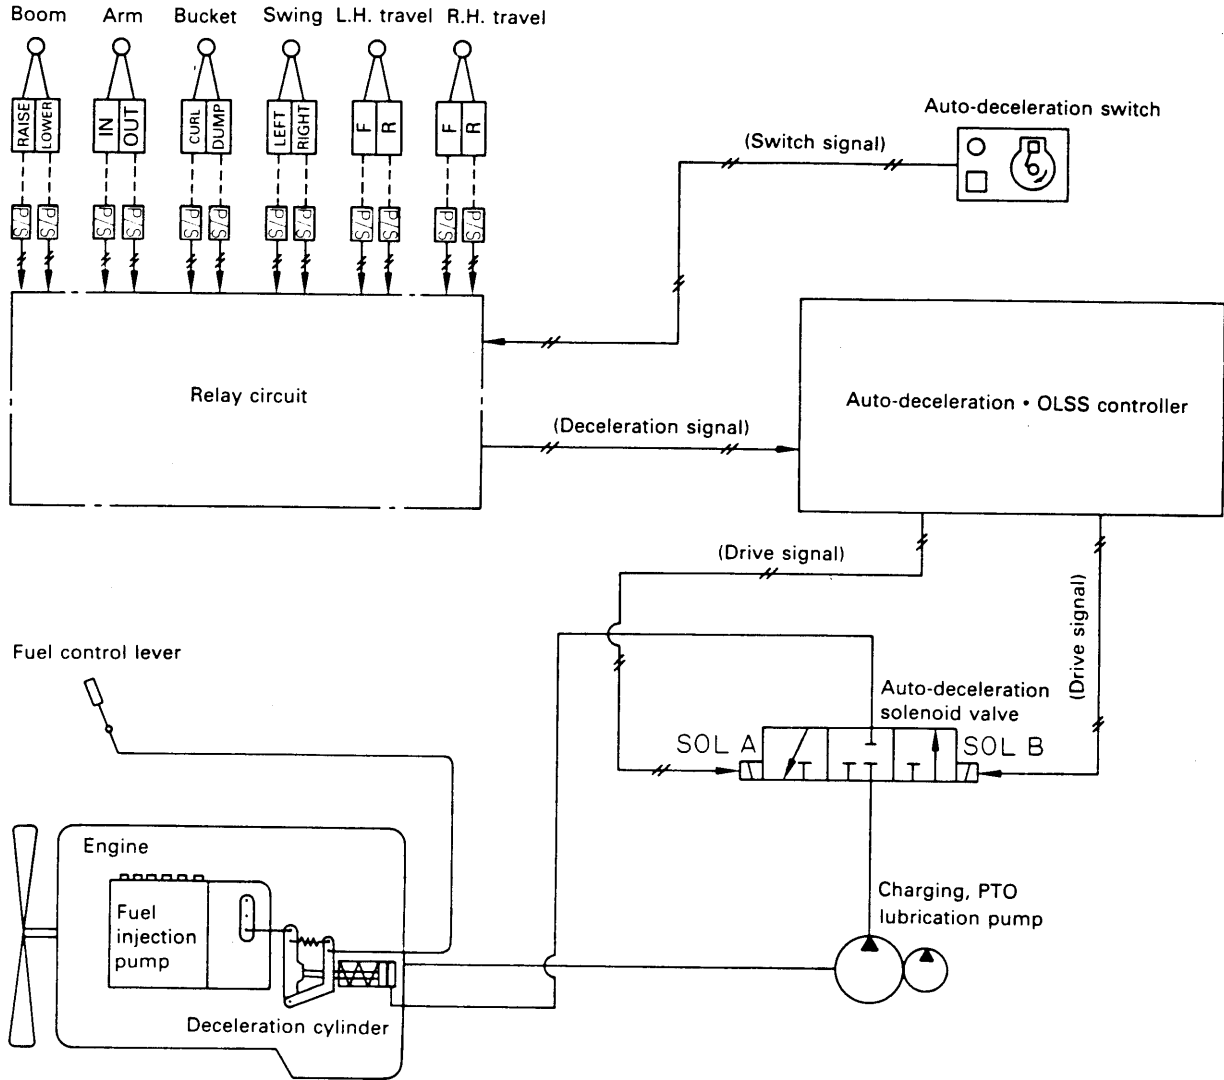 Boom Arm Bucket Swing L.H. travel R.H. travel
RAISE LOWER IN OUT CURL DUMP LEFT RIGHT F R F R
P/S P/S P/S P/S P/S P/S P/S P/S P/S P/S P/S P/S
Auto-deceleration switch
(Switch signal)
Relay circuit
(Deceleration signal)
Auto-deceleration • OLSS controller
(Drive signal)
(Drive signal)
Fuel control lever
Auto-deceleration
solenoid valve
SOL A
SOL B
Engine
Fuel
injection
pump
Deceleration cylinder
Charging, PTO
lubrication pump